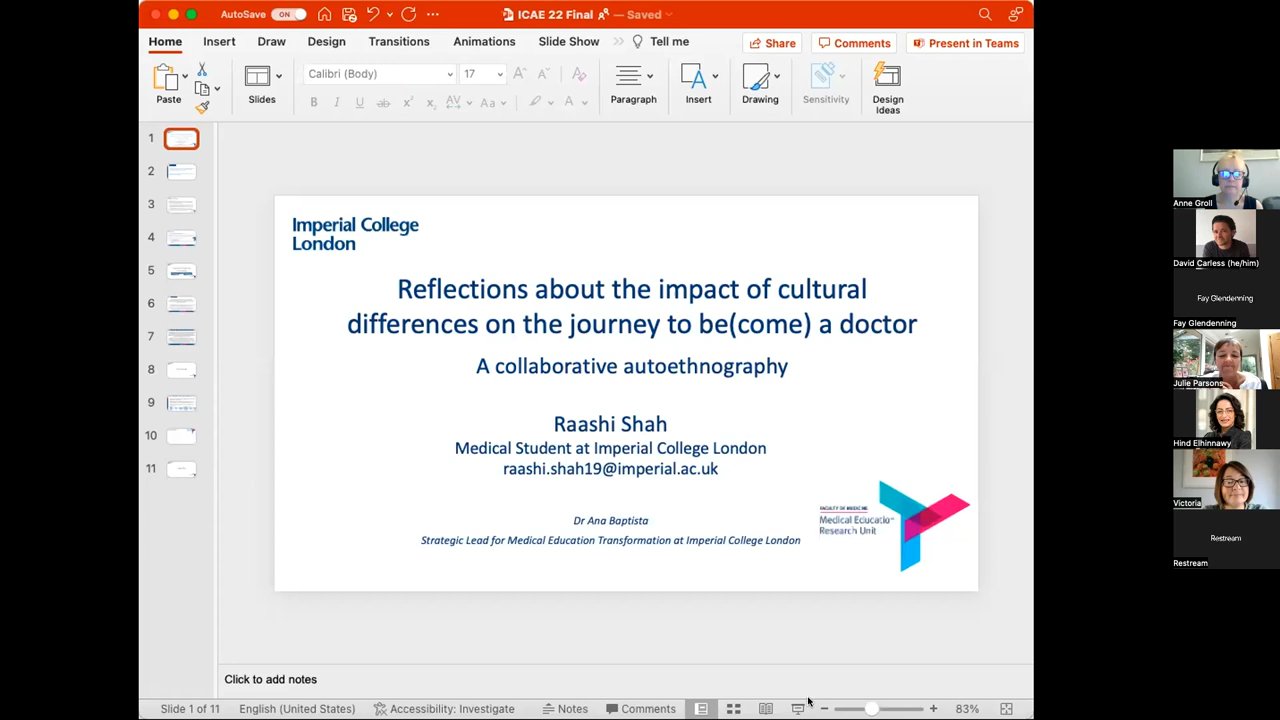 AutoSave
ON
ICAE 22 Final
— Saved
Home
Insert
Draw
Design
Transitions
Animations
Slide Show
Tell me
Share
Comments
Present in Teams
Paste
Slides
Calibri (Body)
17
Paragraph
Insert
Drawing
Sensitivity
Design
Ideas
1
2
3
4
5
6
7
8
9
10
11
Imperial College
London
Reflections about the impact of cultural
differences on the journey to be(come) a doctor
A collaborative autoethnography
Raashi Shah
Medical Student at Imperial College London
raashi.shah19@imperial.ac.uk
Dr Ana Baptista
Strategic Lead for Medical Education Transformation at Imperial College London
FACULTY OF MEDICINE
Medical Educatio
Research Unit
Click to add notes
Slide 1 of 11
English (United States)
Accessibility: Investigate
Notes
Comments
83%
Anne Groll
David Carless (he/him)
Fay Glendenning
Fay Glendenning
Julie Parsons
Hind Elhinnawy
Victoria
Restream
Restream